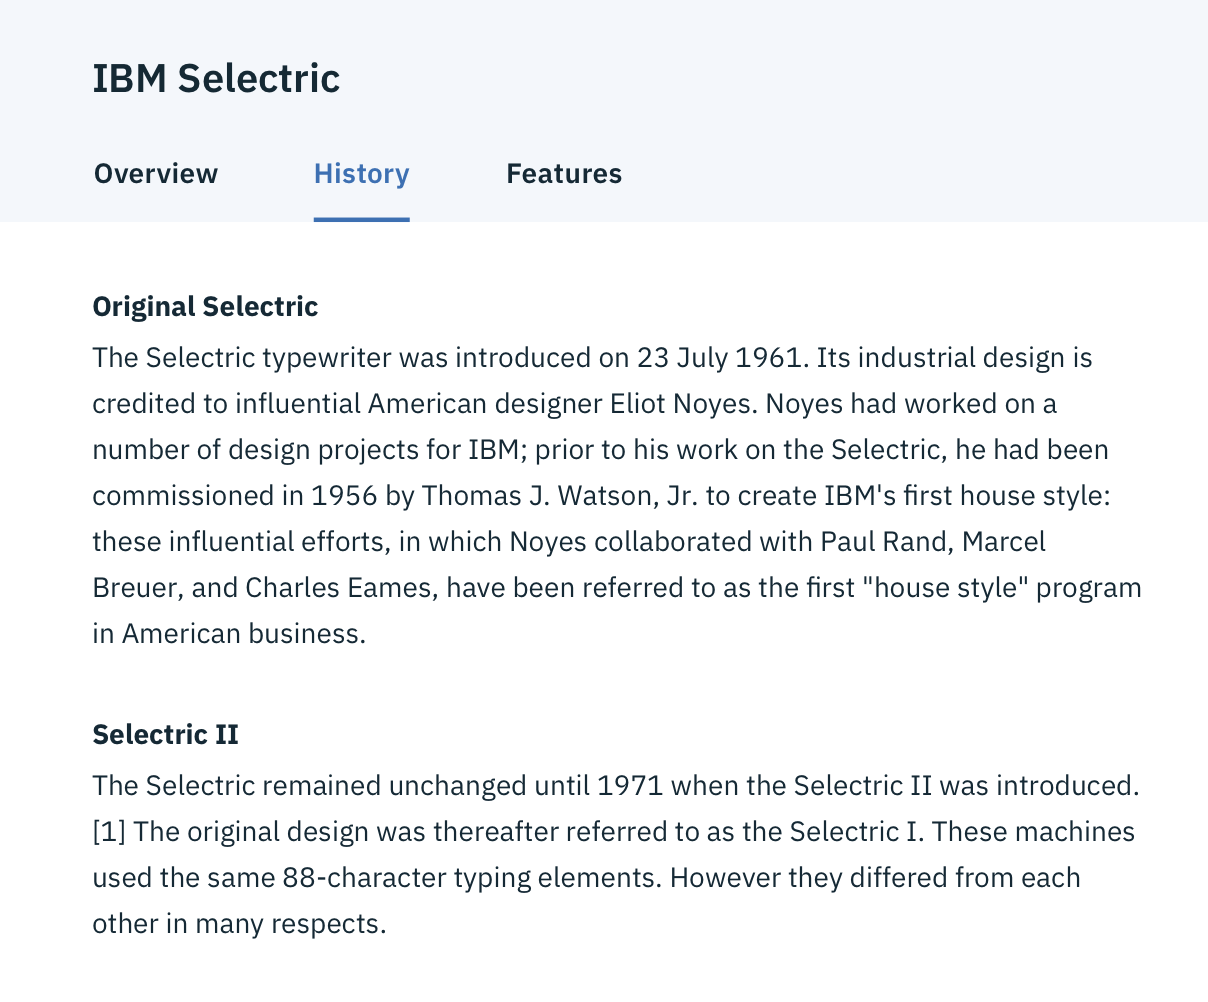 IBM Selectric
Overview History Features
Original Selectric
The Selectric typewriter was introduced on 23 July 1961. Its industrial design is
credited to influential American designer Eliot Noyes. Noyes had worked on a
number of design projects for IBM; prior to his work on the Selectric, he had been
commissioned in 1956 by Thomas J. Watson, Jr. to create IBM's first house style:
these influential efforts, in which Noyes collaborated with Paul Rand, Marcel
Breuer, and Charles Eames, have been referred to as the first "house style" program
in American business.
Selectric II
The Selectric remained unchanged until 1971 when the Selectric II was introduced.
[1] The original design was thereafter referred to as the Selectric I. These machines
used the same 88-character typing elements. However they differed from each
other in many respects.